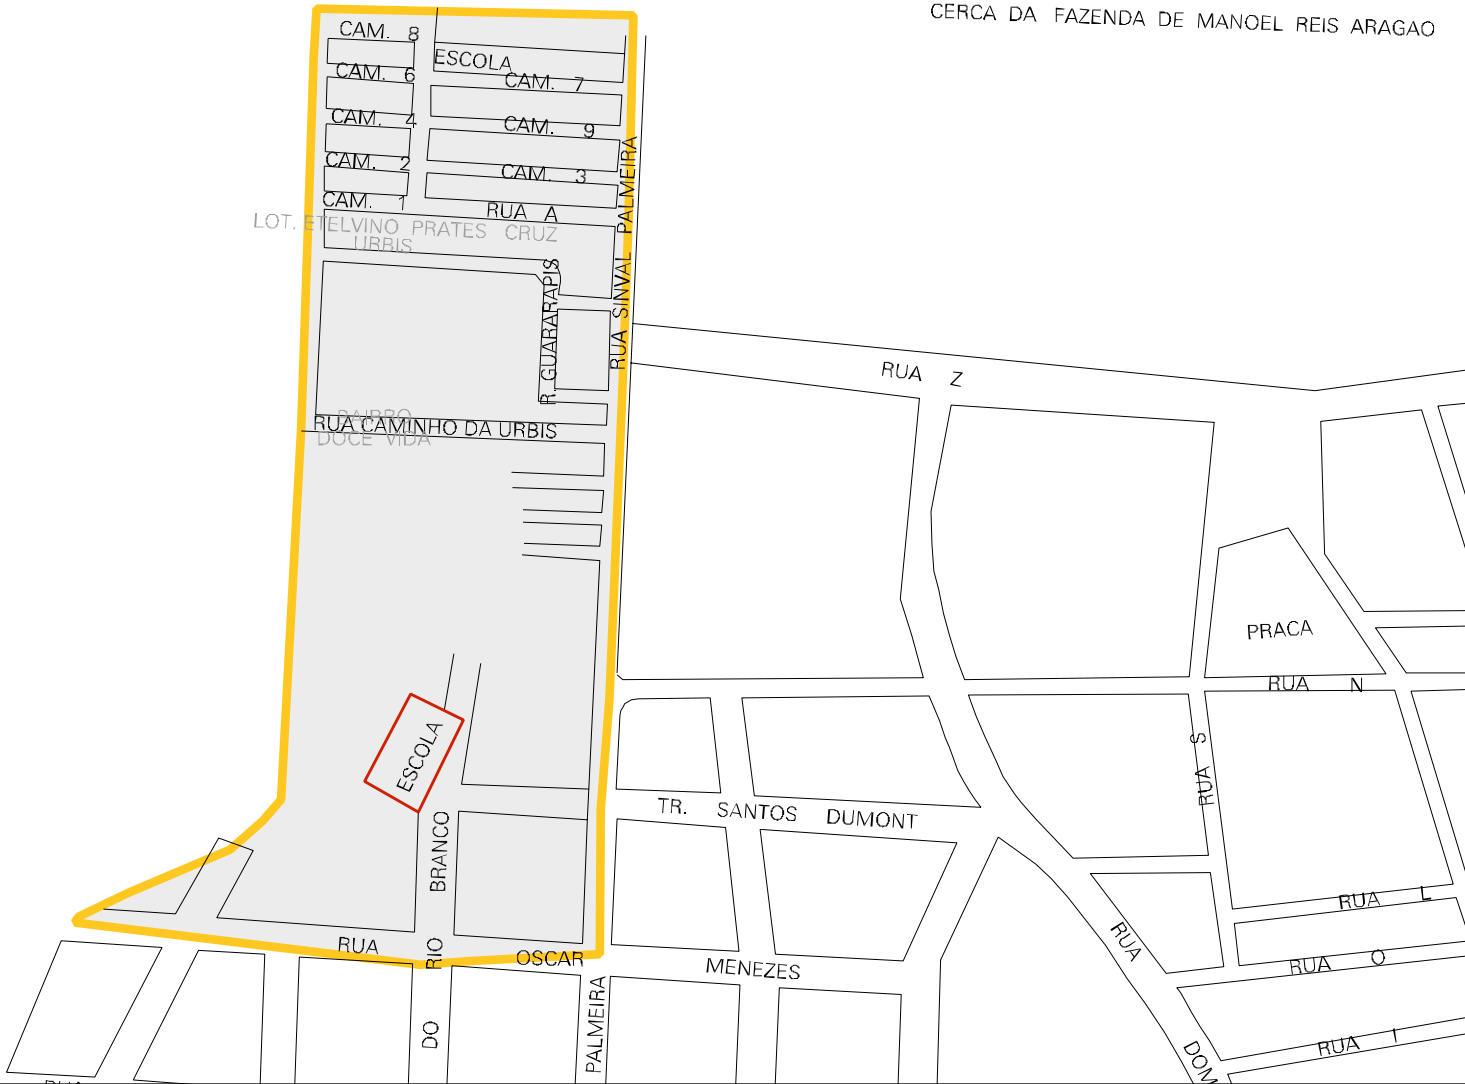 CERCA DA FAZENDA DE MANOEL REIS ARAGAO
CAM. 8
ESCOLA
CAM. 6
CAM. 7
CAM. 4
CAM. 9
CAM. 2
CAM. 3
CAM. 1
RUA A
LOT. ETELVINO PRATES CRUZ
URBIS
R. GUARARAPIS
RUA SINVAL PALMEIRA
RUA Z
BAIRRO
RUA CAMINHO DA URBIS
DOCE VIDA
PRACA
RUA N
ESCOLA
RUA S
TR. SANTOS DUMONT
BRANCO
RIO
DO
RUA L
RUA
RUA OSCAR MENEZES
RUA O
PALMEIRA
RUA I
DOM